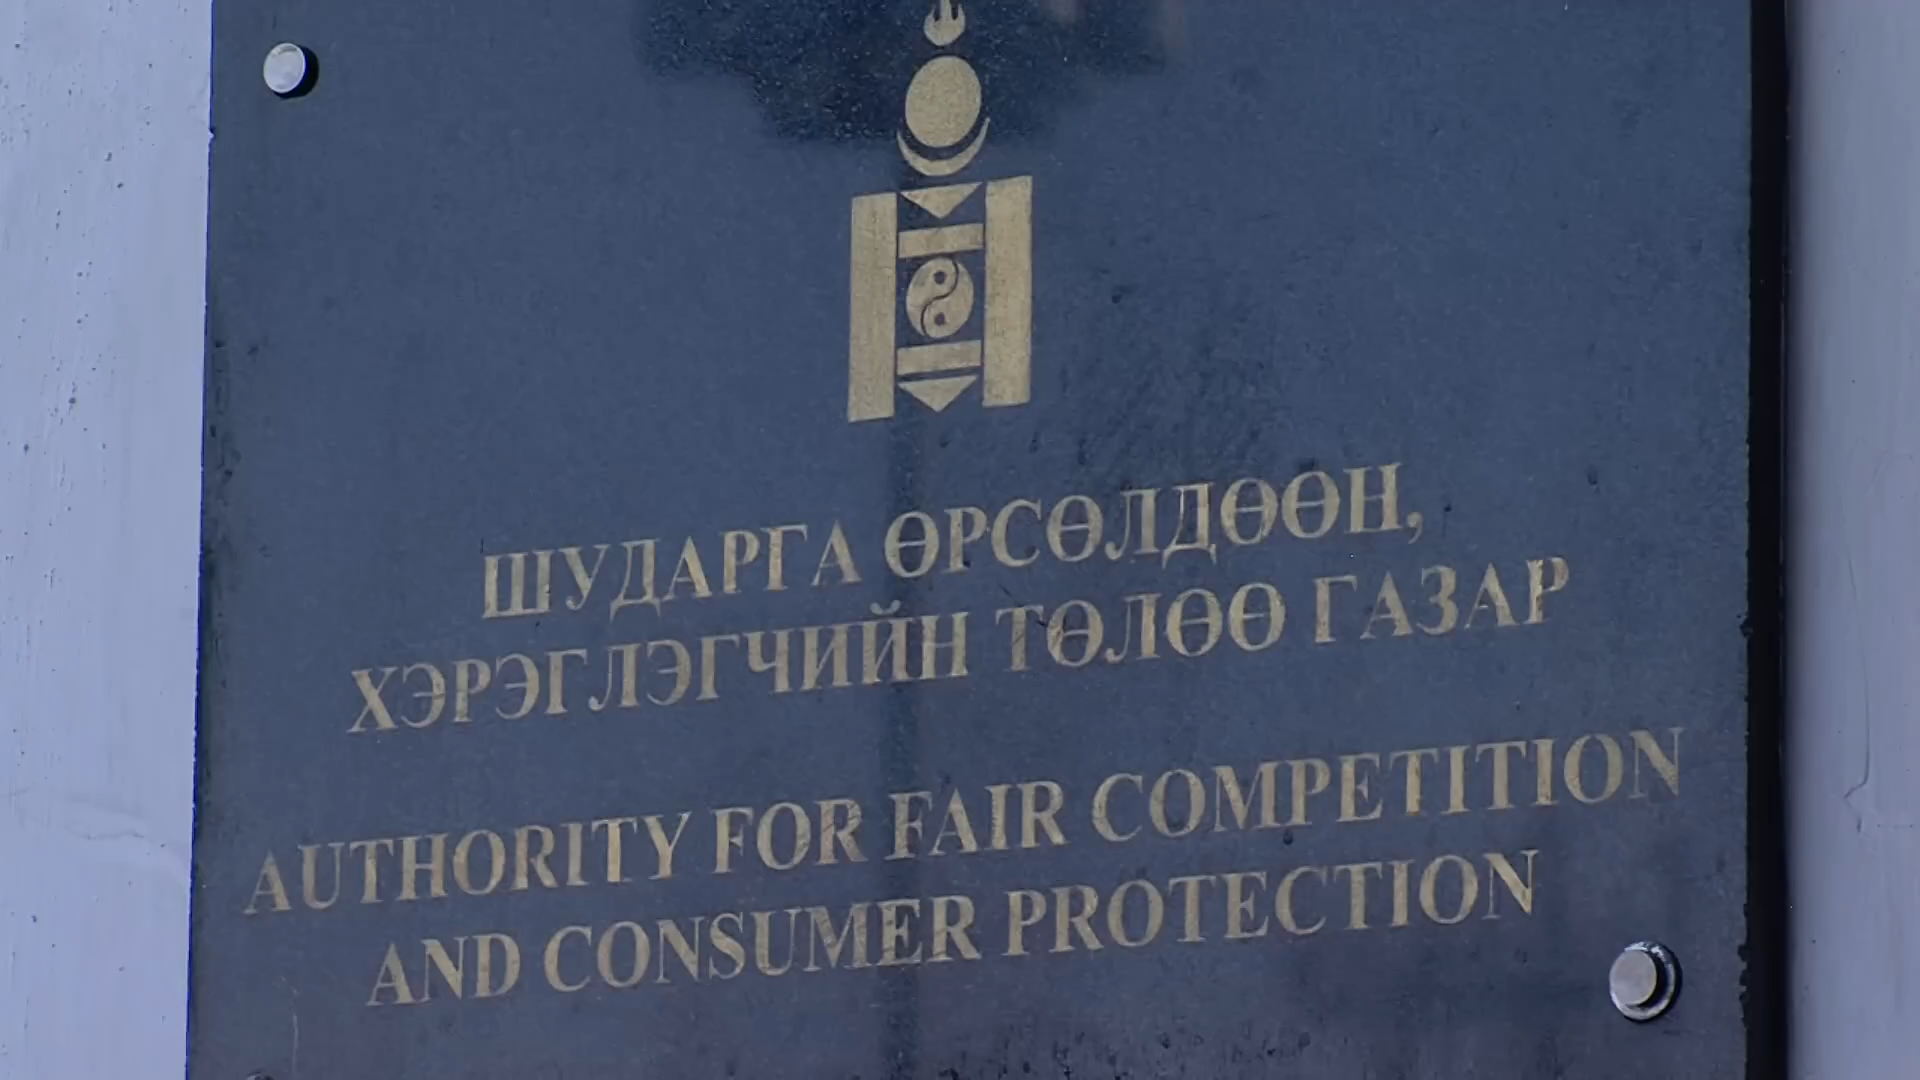 ШУДАРГА ӨРСӨЛДӨӨН,
ХЭРЭГЛЭГЧИЙН ТӨЛӨӨ ГАЗАР
AUTHORITY FOR FAIR COMPETITION
AND CONSUMER PROTECTION